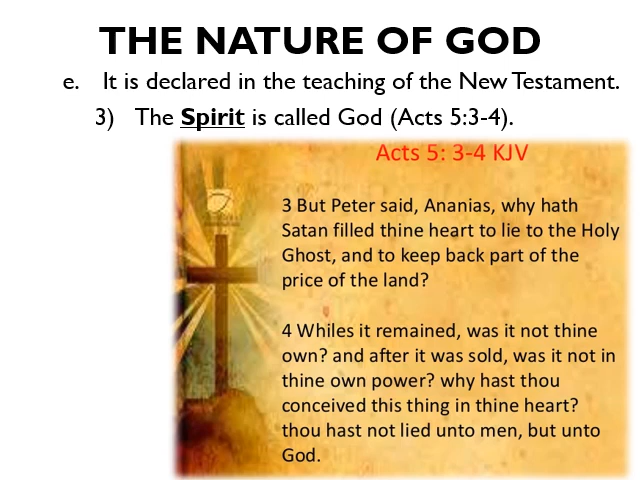 THE NATURE OF GOD
e. It is declared in the teaching of the New Testament.
3) The Spirit is called God (Acts 5:3-4).
Acts 5: 3-4 KJV
3 But Peter said, Ananias, why hath
Satan filled thine heart to lie to the Holy
Ghost, and to keep back part of the
price of the land?
4 Whiles it remained, was it not thine
own? and after it was sold, was it not in
thine own power? why hast thou
conceived this thing in thine heart?
thou hast not lied unto men, but unto
God.